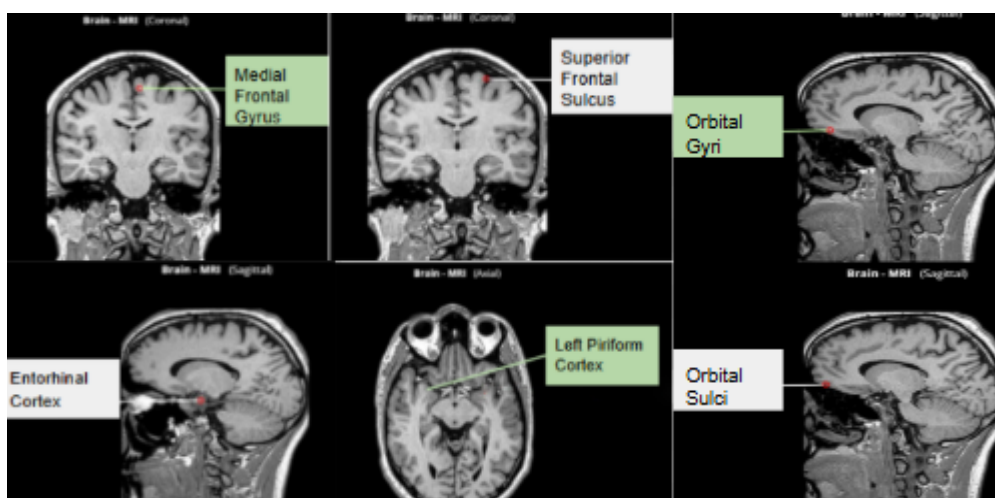 Brain - MRI (Coronal)
Brain - MRI (Coronal)
Brain - MRI (Sagittal)
Medial
Frontal
Gyrus
Superior
Frontal
Sulcus
Orbital
Gyri
Brain - MRI (Sagittal)
Brain - MRI (Axial)
Brain - MRI (Sagittal)
Entorhinal
Cortex
Left Piriform
Cortex
Orbital
Sulci